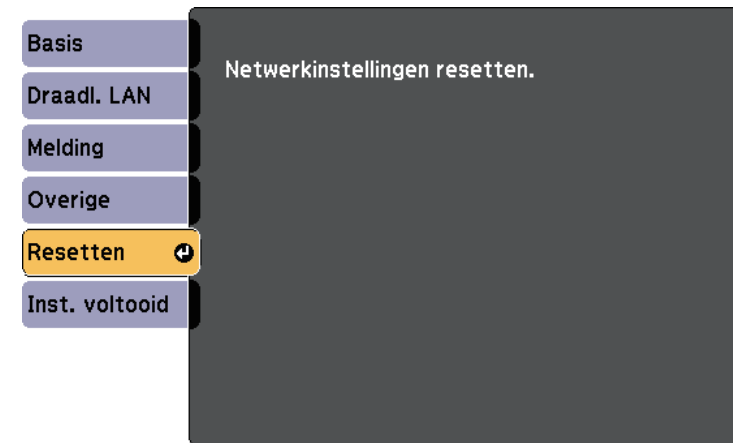 Basis
Netwerkinstellingen resetten.
Draadl. LAN
Melding
Overige
Resetten
Inst. voltooid